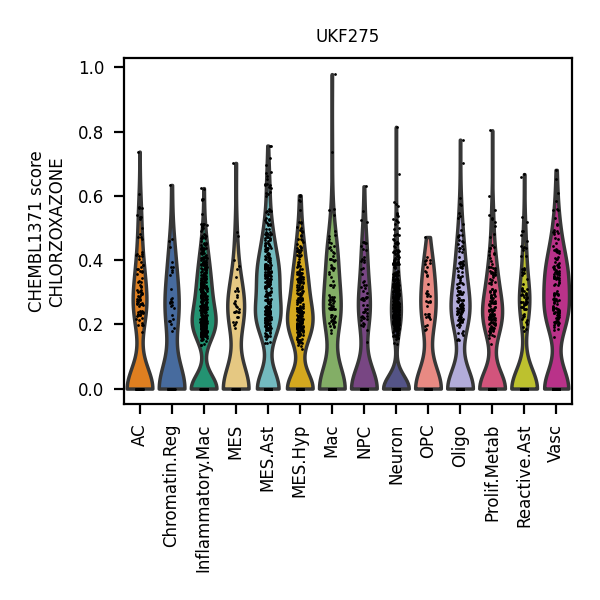 UKF275
CHEMBL1371 score
CHLORZOXAZONE
1.0
0.8
0.6
0.4
0.2
0.0
AC
Chromatin.Reg
Inflammatory.Mac
MES
MES.Ast
MES.Hyp
Mac
NPC
Neuron
OPC
Oligo
Prolif.Metab
Reactive.Ast
Vasc